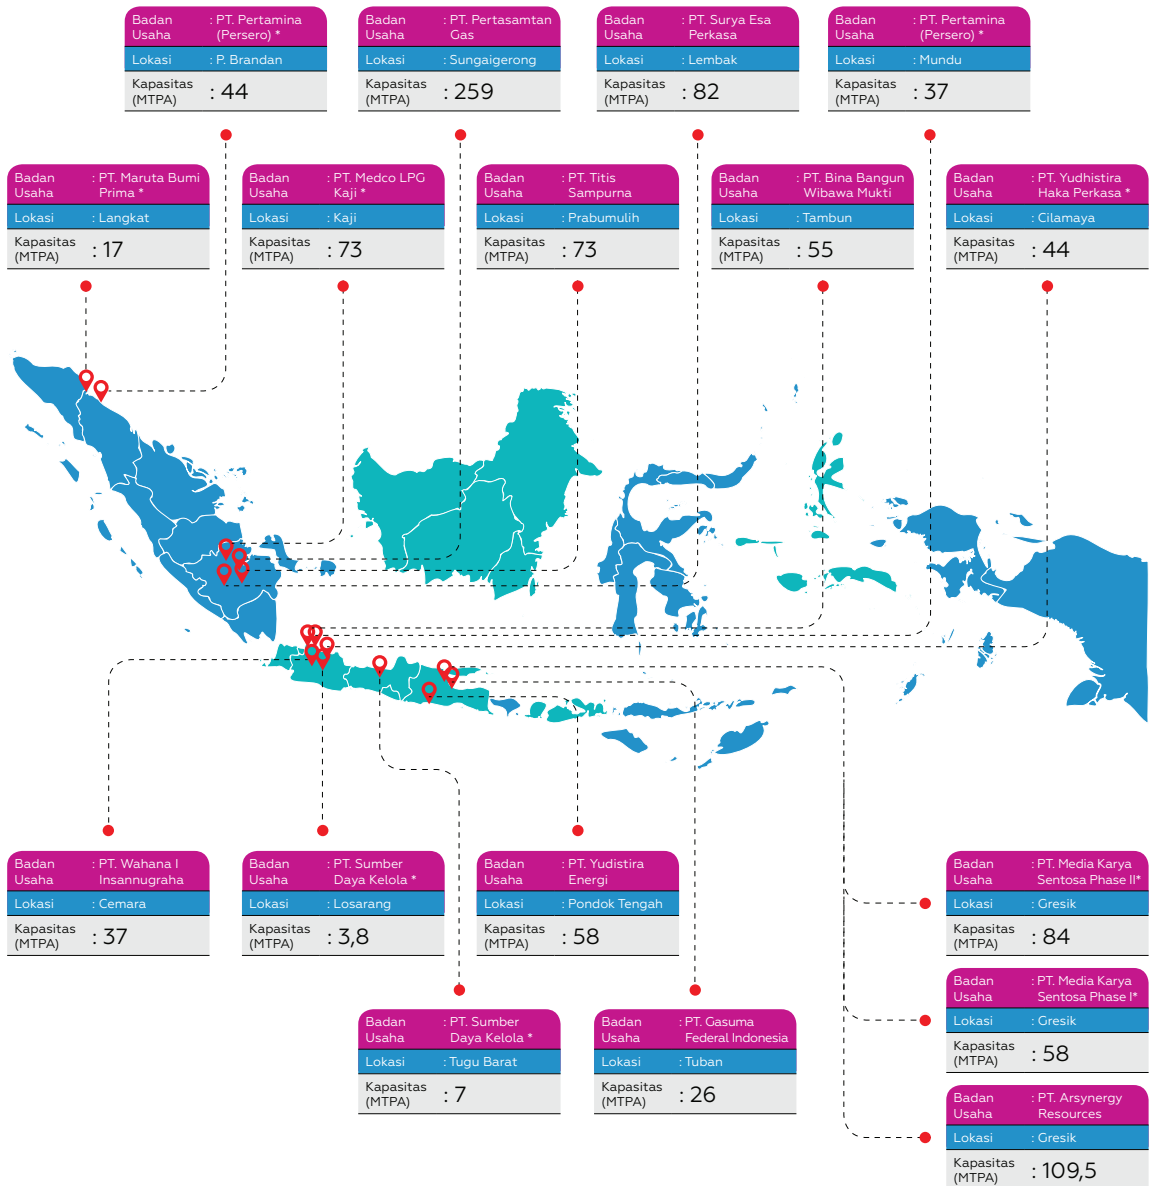 Badan : PT. Pertamina
Usaha (Persero) *
Lokasi : P. Brandan
Kapasitas
(MTPA) : 44
Badan : PT. Pertasamtan
Usaha Gas
Lokasi : Sungaigerong
Kapasitas
(MTPA) : 259
Badan : PT. Surya Esa
Usaha Perkasa
Lokasi : Lembak
Kapasitas
(MTPA) : 82
Badan : PT. Pertamina
Usaha (Persero) *
Lokasi : Mundu
Kapasitas
(MTPA) : 37
Badan : PT. Maruta Bumi
Usaha Prima *
Lokasi : Langkat
Kapasitas
(MTPA) : 17
Badan : PT. Medco LPG
Usaha Kaji *
Lokasi : Kaji
Kapasitas
(MTPA) : 73
Badan : PT. Titis
Usaha Sampurna
Lokasi : Prabumulih
Kapasitas
(MTPA) : 73
Badan : PT. Bina Bangun
Usaha Wibawa Mukti
Lokasi : Tambun
Kapasitas
(MTPA) : 55
Badan : PT. Yudhistira
Usaha Haka Perkasa *
Lokasi : Cilamaya
Kapasitas
(MTPA) : 44
Badan : PT. Wahana I
Usaha Insannugraha
Lokasi : Cemara
Kapasitas
(MTPA) : 37
Badan : PT. Sumber
Usaha Daya Kelola *
Lokasi : Losarang
Kapasitas
(MTPA) : 3,8
Badan : PT. Yudistira
Usaha Energi
Lokasi : Pondok Tengah
Kapasitas
(MTPA) : 58
Badan : PT. Media Karya
Usaha Sentosa Phase II*
Lokasi : Gresik
Kapasitas
(MTPA) : 84
Badan : PT. Media Karya
Usaha Sentosa Phase I*
Lokasi : Gresik
Kapasitas
(MTPA) : 58
Badan : PT. Sumber
Usaha Daya Kelola *
Lokasi : Tugu Barat
Kapasitas
(MTPA) : 7
Badan : PT. Gasuma
Usaha Federal Indonesia
Lokasi : Tuban
Kapasitas
(MTPA) : 26
Badan : PT. Arsynergy
Usaha Resources
Lokasi : Gresik
Kapasitas
(MTPA) : 109,5